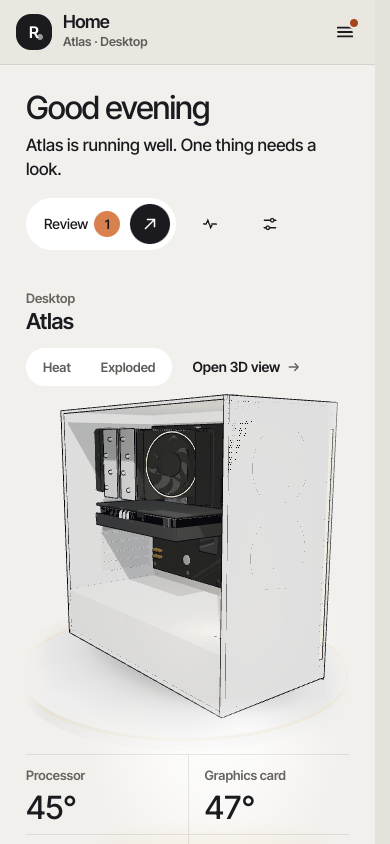 R
Home
Atlas · Desktop
Good evening
Atlas is running well. One thing needs a
look.
Review 1
Desktop
Atlas
Heat Exploded Open 3D view →
Processor Graphics card
45° 47°